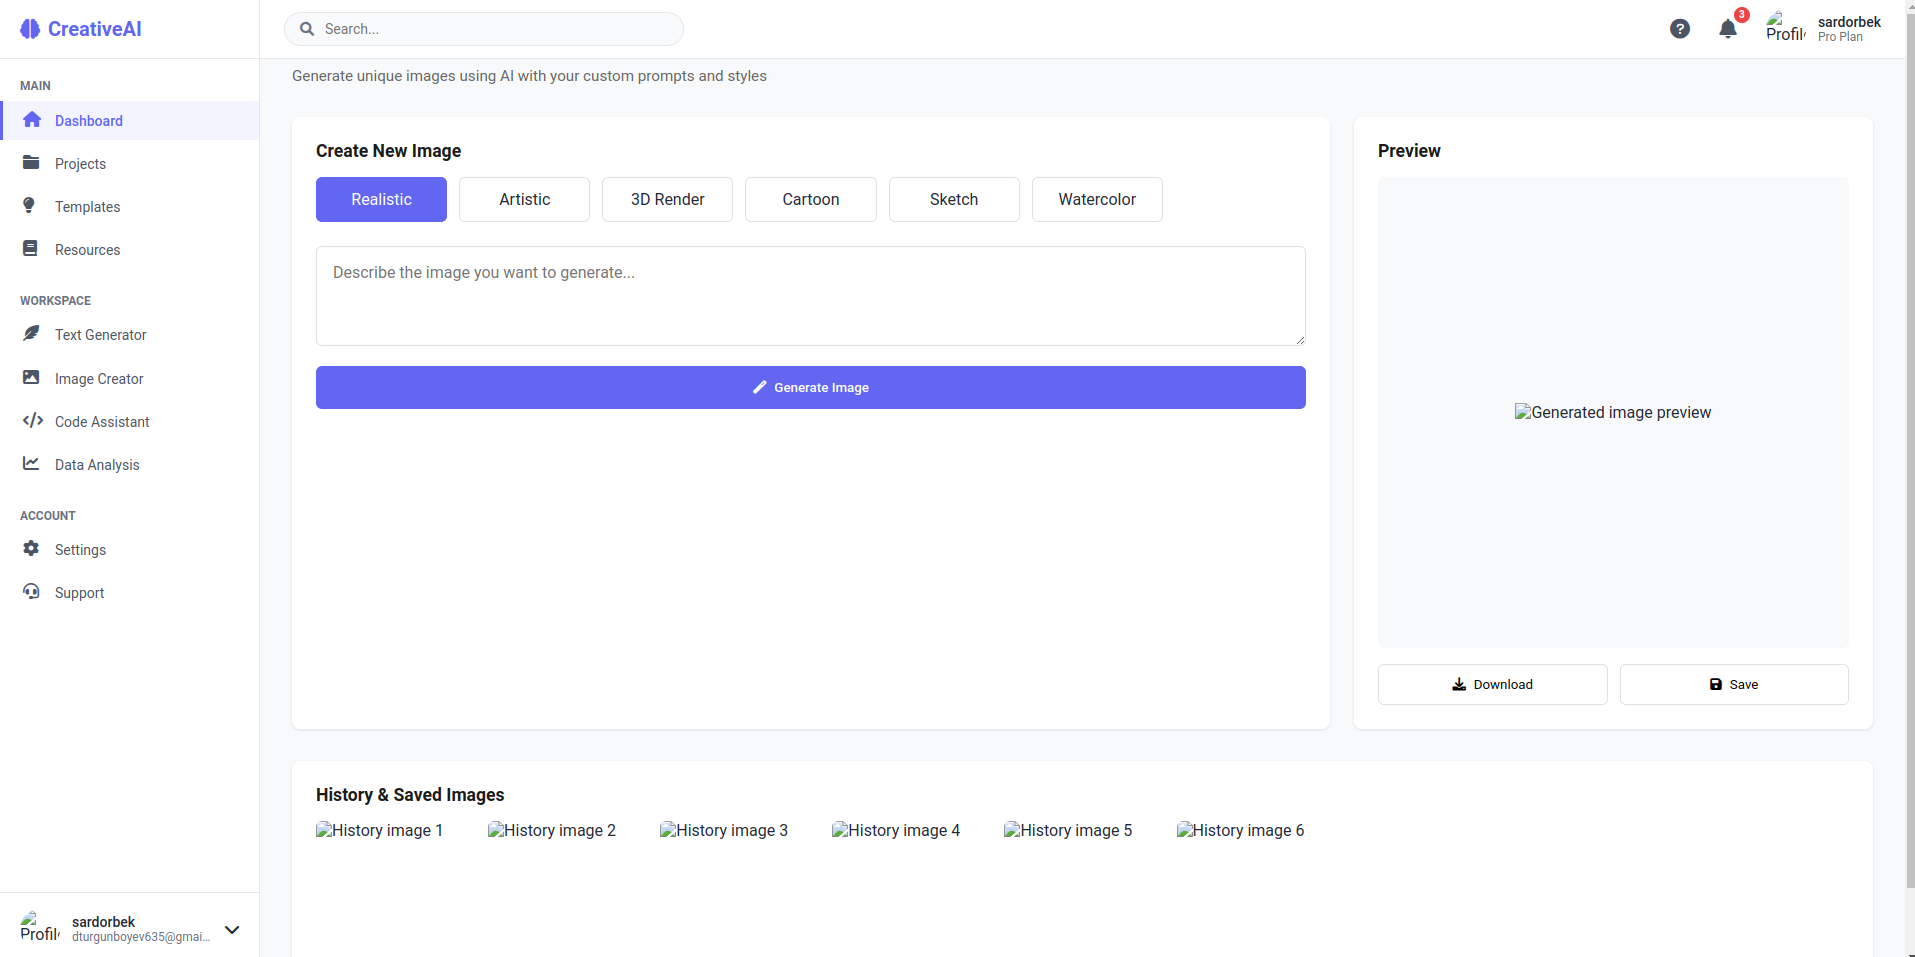 CreativeAI
Search...
3
Profil
sardorbek
Pro Plan
MAIN
Dashboard
Projects
Templates
Resources
WORKSPACE
Text Generator
Image Creator
Code Assistant
Data Analysis
ACCOUNT
Settings
Support
Profil
sardorbek
dturgunboyev635@gmai...
Generate unique images using AI with your custom prompts and styles
Create New Image
Realistic
Artistic
3D Render
Cartoon
Sketch
Watercolor
Describe the image you want to generate...
Generate Image
Preview
Generated image preview
Download
Save
History & Saved Images
History image 1
History image 2
History image 3
History image 4
History image 5
History image 6